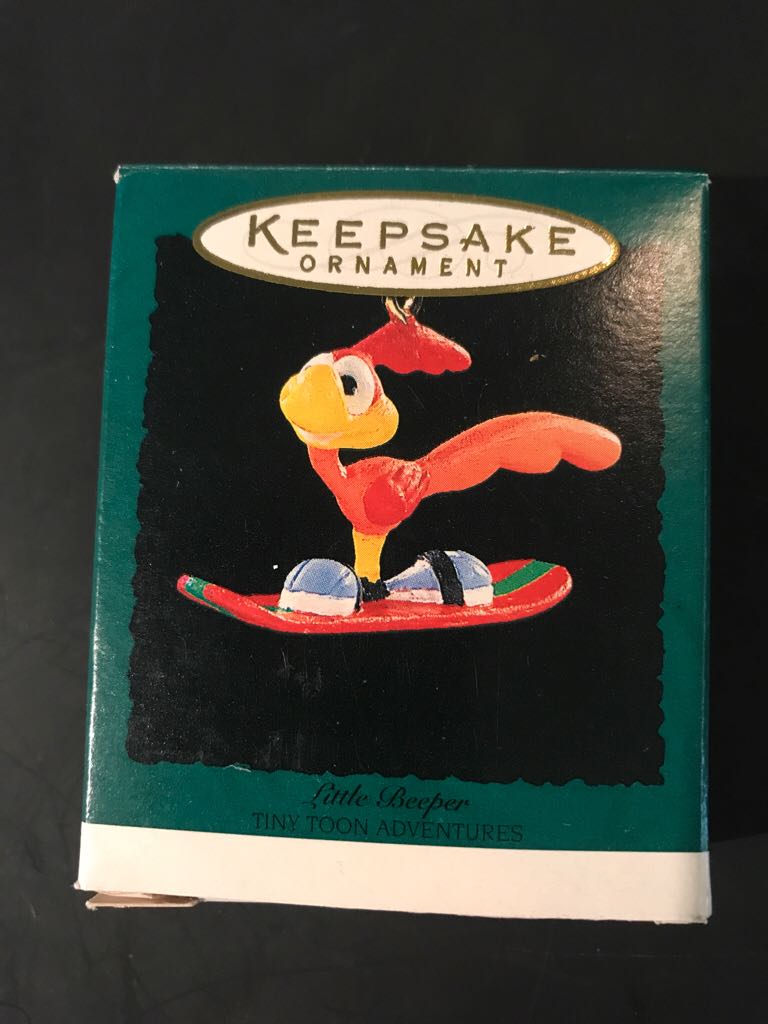 KEEPSAKE
ORNAMENT
Little Beeper
TINY TOON ADVENTURES